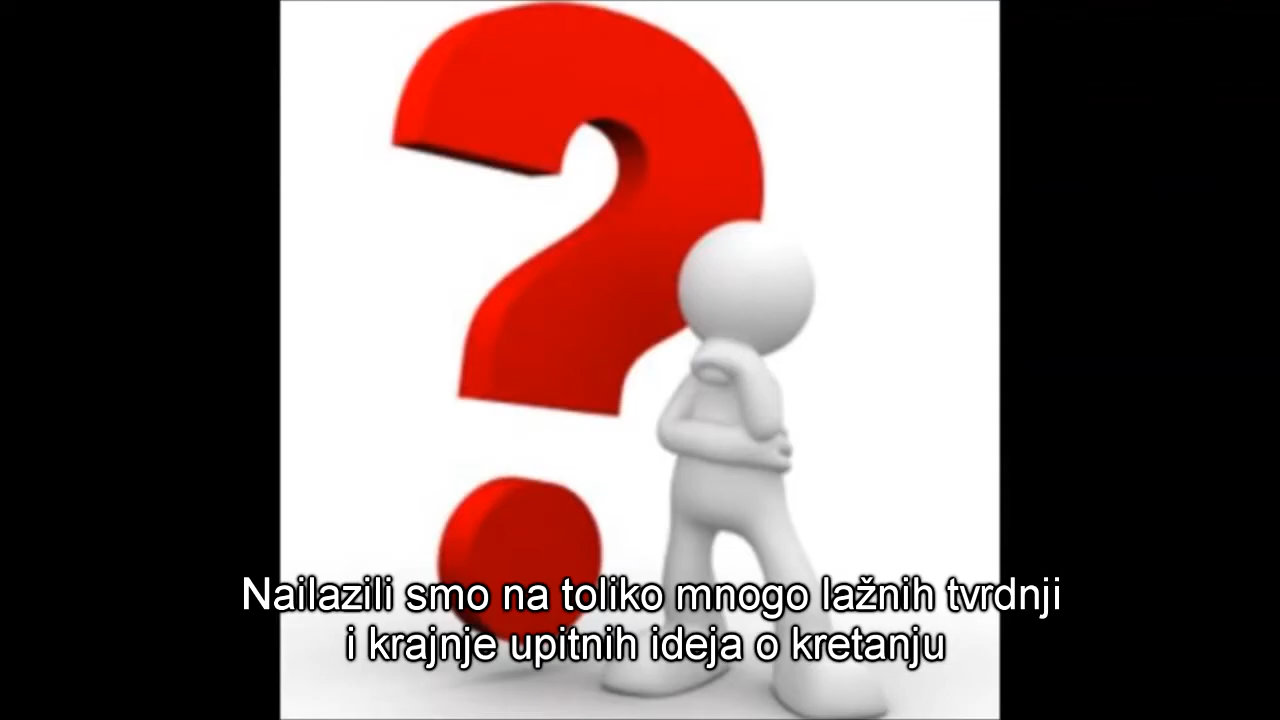 Nailazili smo na toliko mnogo lažnih tvrdnji
i krajnje upitnih ideja o kretanju